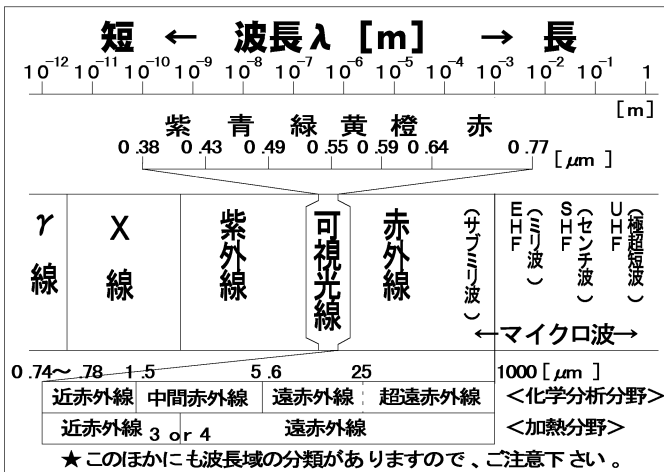 短 ← 波長λ [m] → 長
10⁻¹² 10⁻¹¹ 10⁻¹⁰ 10⁻⁹ 10⁻⁸ 10⁻⁷ 10⁻⁶ 10⁻⁵ 10⁻⁴ 10⁻³ 10⁻² 10⁻¹ 1
[m]
紫 青 緑 黄 橙 赤
0.38 0.43 0.49 0.55 0.59 0.64 0.77
[μm]
γ線
X線
紫外線
可視光線
赤外線
(サブミリ波)
EHF (ミリ波)
SHF (センチ波)
UHF (極超短波)
←マイクロ波→
0.74~.78 1.5 5.6 25 1000[μm]
近赤外線 中間赤外線 遠赤外線 超遠赤外線 <化学分析分野>
近赤外線 3 or 4 遠赤外線 <加熱分野>
★このほかにも波長域の分類がありますので、ご注意下さい。